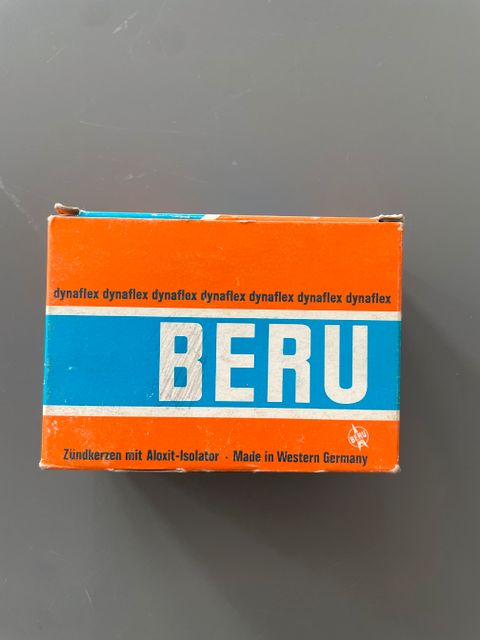 dynaflex dynaflex dynaflex dynaflex dynaflex dynaflex dynaflex
BERU
BERU
Zündkerzen mit Aloxit-Isolator · Made in Western Germany